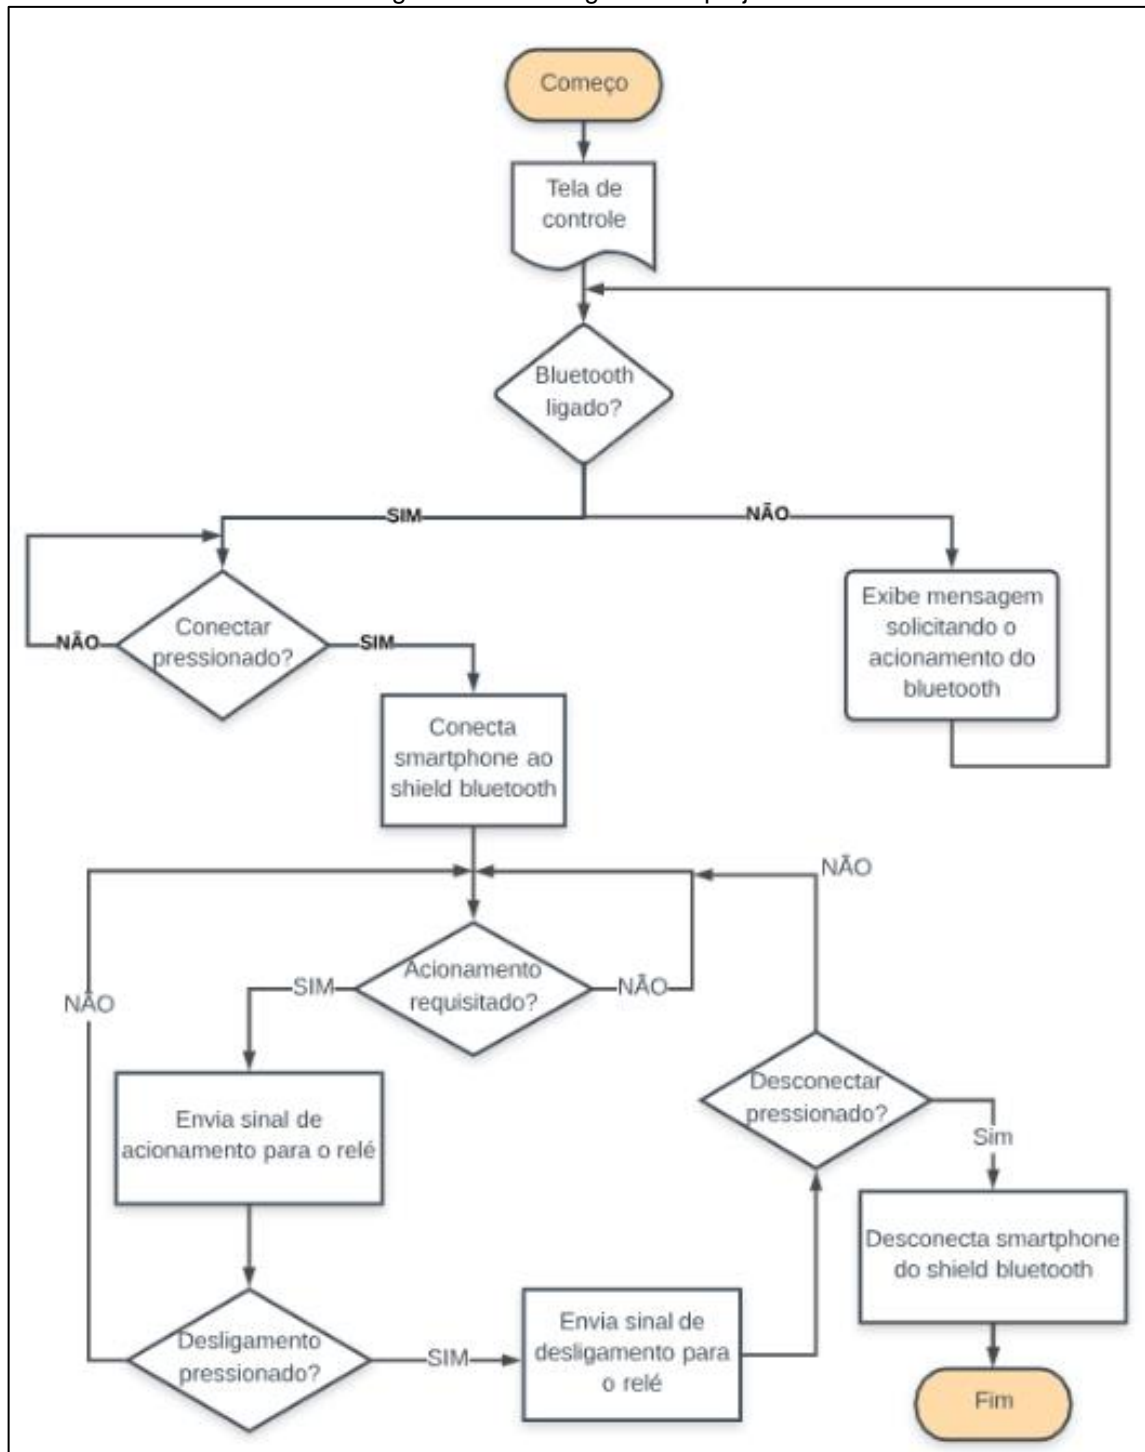 Começo
Tela de
controle
Bluetooth
ligado?
SIM
NÃO
Conectar
pressionado?
NÃO
SIM
Exibe mensagem
solicitando o
acionamento do
bluetooth
Conecta
smartphone ao
shield bluetooth
NÃO
Acionamento
requisitado?
SIM
NÃO
NÃO
Envia sinal de
acionamento para o relé
Desconectar
pressionado?
Sim
Desconecta smartphone
do shield bluetooth
Desligamento
pressionado?
SIM
Envia sinal de
desligamento para
o relé
Fim